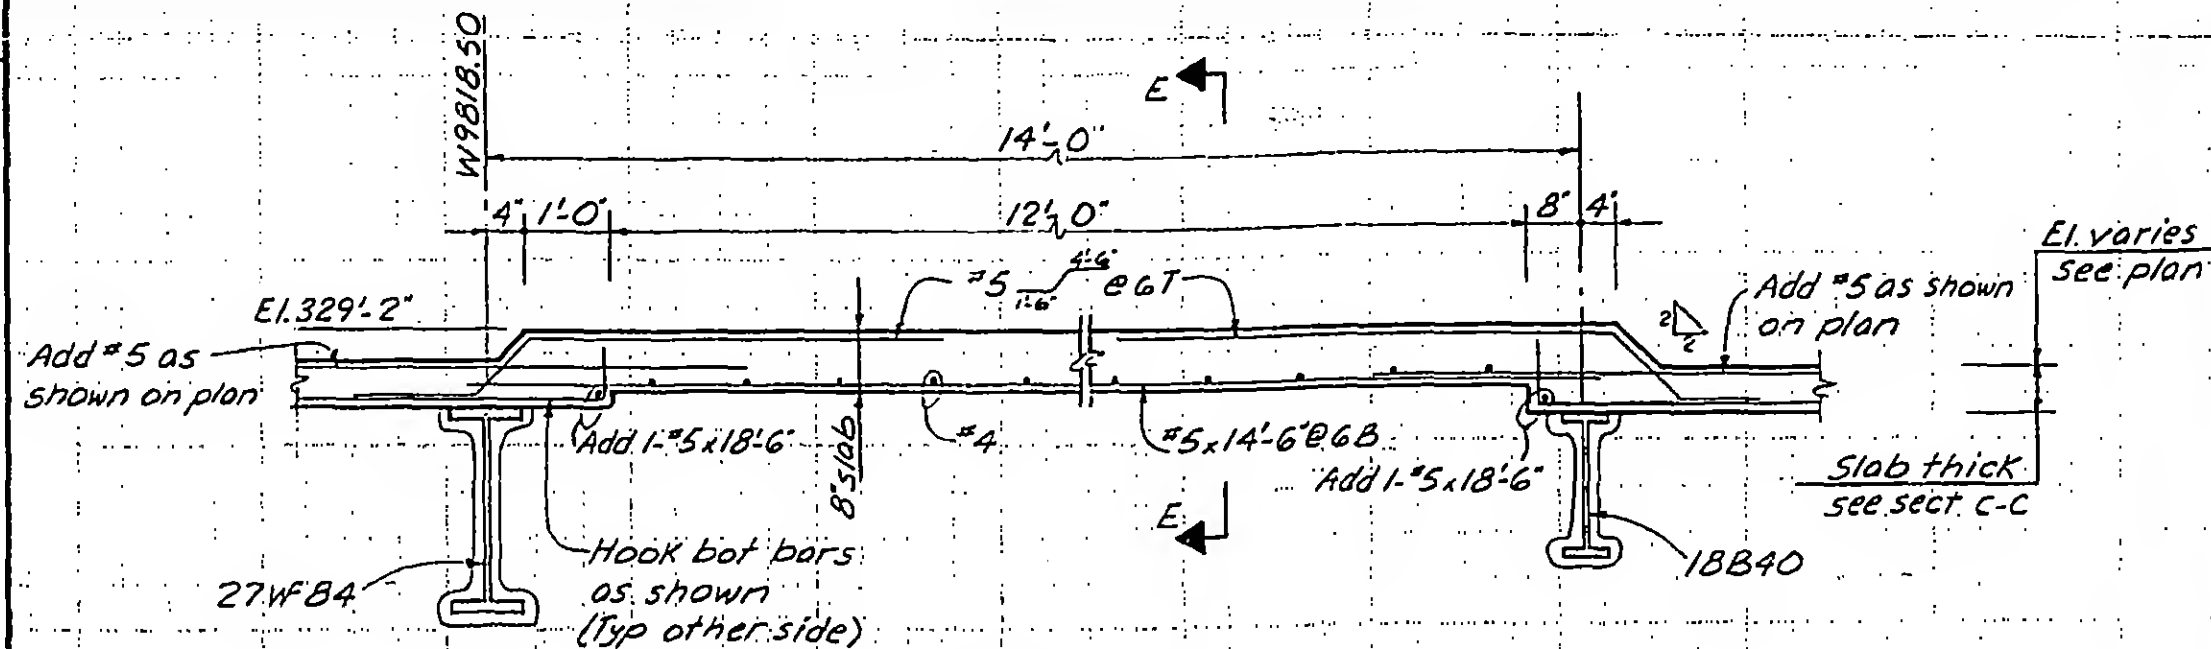 W9818.50
E
14'-0"
4" 1'-0"
12'-0"
8" 4"
El. varies
see plan
El. 329'-2"
#5 1'-6" 4'-6" @ 6T
Add #5 as shown
on plan
2
2
Add #5 as
shown on plan
Add 1-#5x18'-6"
8" slab
#4
#5x14'-6"@6B
Add 1-#5x18'-6"
Slab thick
see sect. C-C
E
Hook bot bars
as shown
(Typ other side)
27WF84
18B40